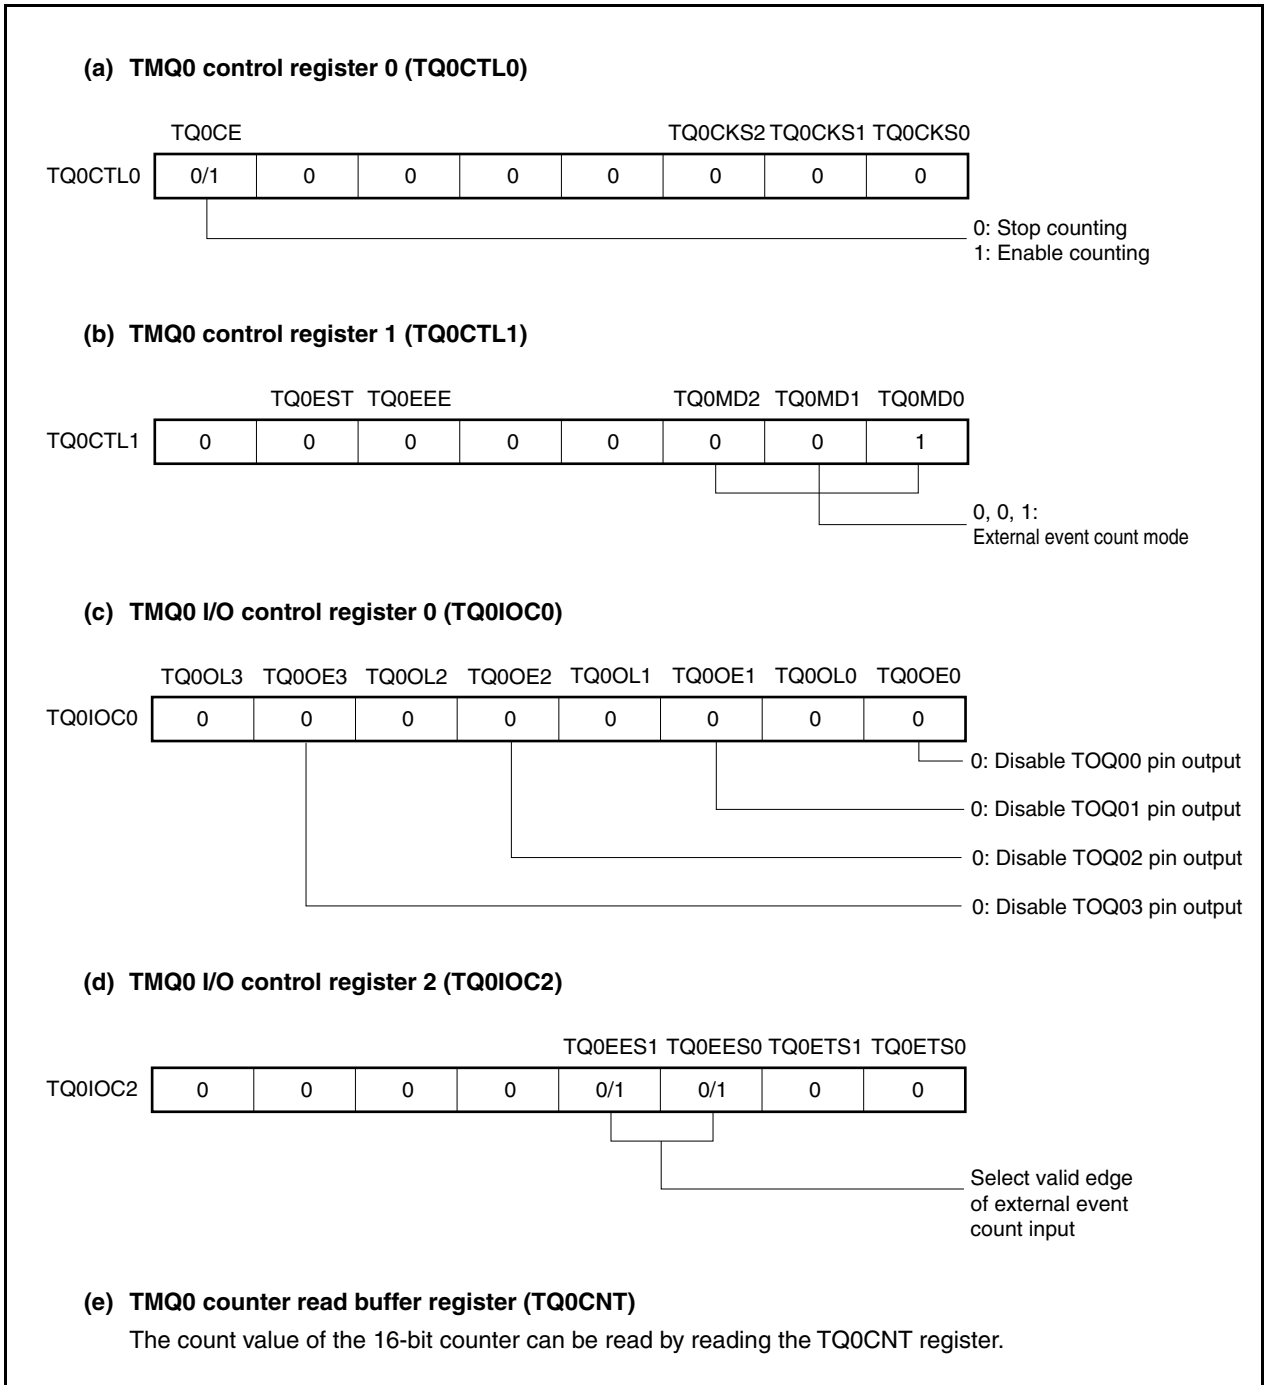 (a) TMQ0 control register 0 (TQ0CTL0)
TQ0CE TQ0CKS2 TQ0CKS1 TQ0CKS0
TQ0CTL0 0/1 0 0 0 0 0 0 0
0: Stop counting
1: Enable counting
(b) TMQ0 control register 1 (TQ0CTL1)
TQ0EST TQ0EEE TQ0MD2 TQ0MD1 TQ0MD0
TQ0CTL1 0 0 0 0 0 0 0 1
0, 0, 1:
External event count mode
(c) TMQ0 I/O control register 0 (TQ0IOC0)
TQ0OL3 TQ0OE3 TQ0OL2 TQ0OE2 TQ0OL1 TQ0OE1 TQ0OL0 TQ0OE0
TQ0IOC0 0 0 0 0 0 0 0 0
0: Disable TOQ00 pin output
0: Disable TOQ01 pin output
0: Disable TOQ02 pin output
0: Disable TOQ03 pin output
(d) TMQ0 I/O control register 2 (TQ0IOC2)
TQ0EES1 TQ0EES0 TQ0ETS1 TQ0ETS0
TQ0IOC2 0 0 0 0 0/1 0/1 0 0
Select valid edge
of external event
count input
(e) TMQ0 counter read buffer register (TQ0CNT)
The count value of the 16-bit counter can be read by reading the TQ0CNT register.